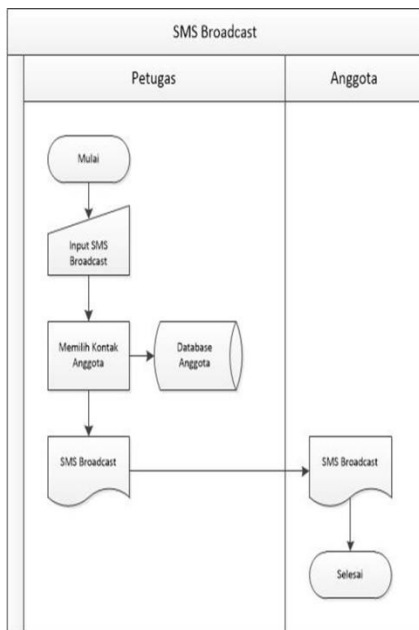 SMS Broadcast
Petugas
Anggota
Mulai
Input SMS
Broadcast
Memilih Kontak
Anggota
Database
Anggota
SMS Broadcast
SMS Broadcast
Selesai